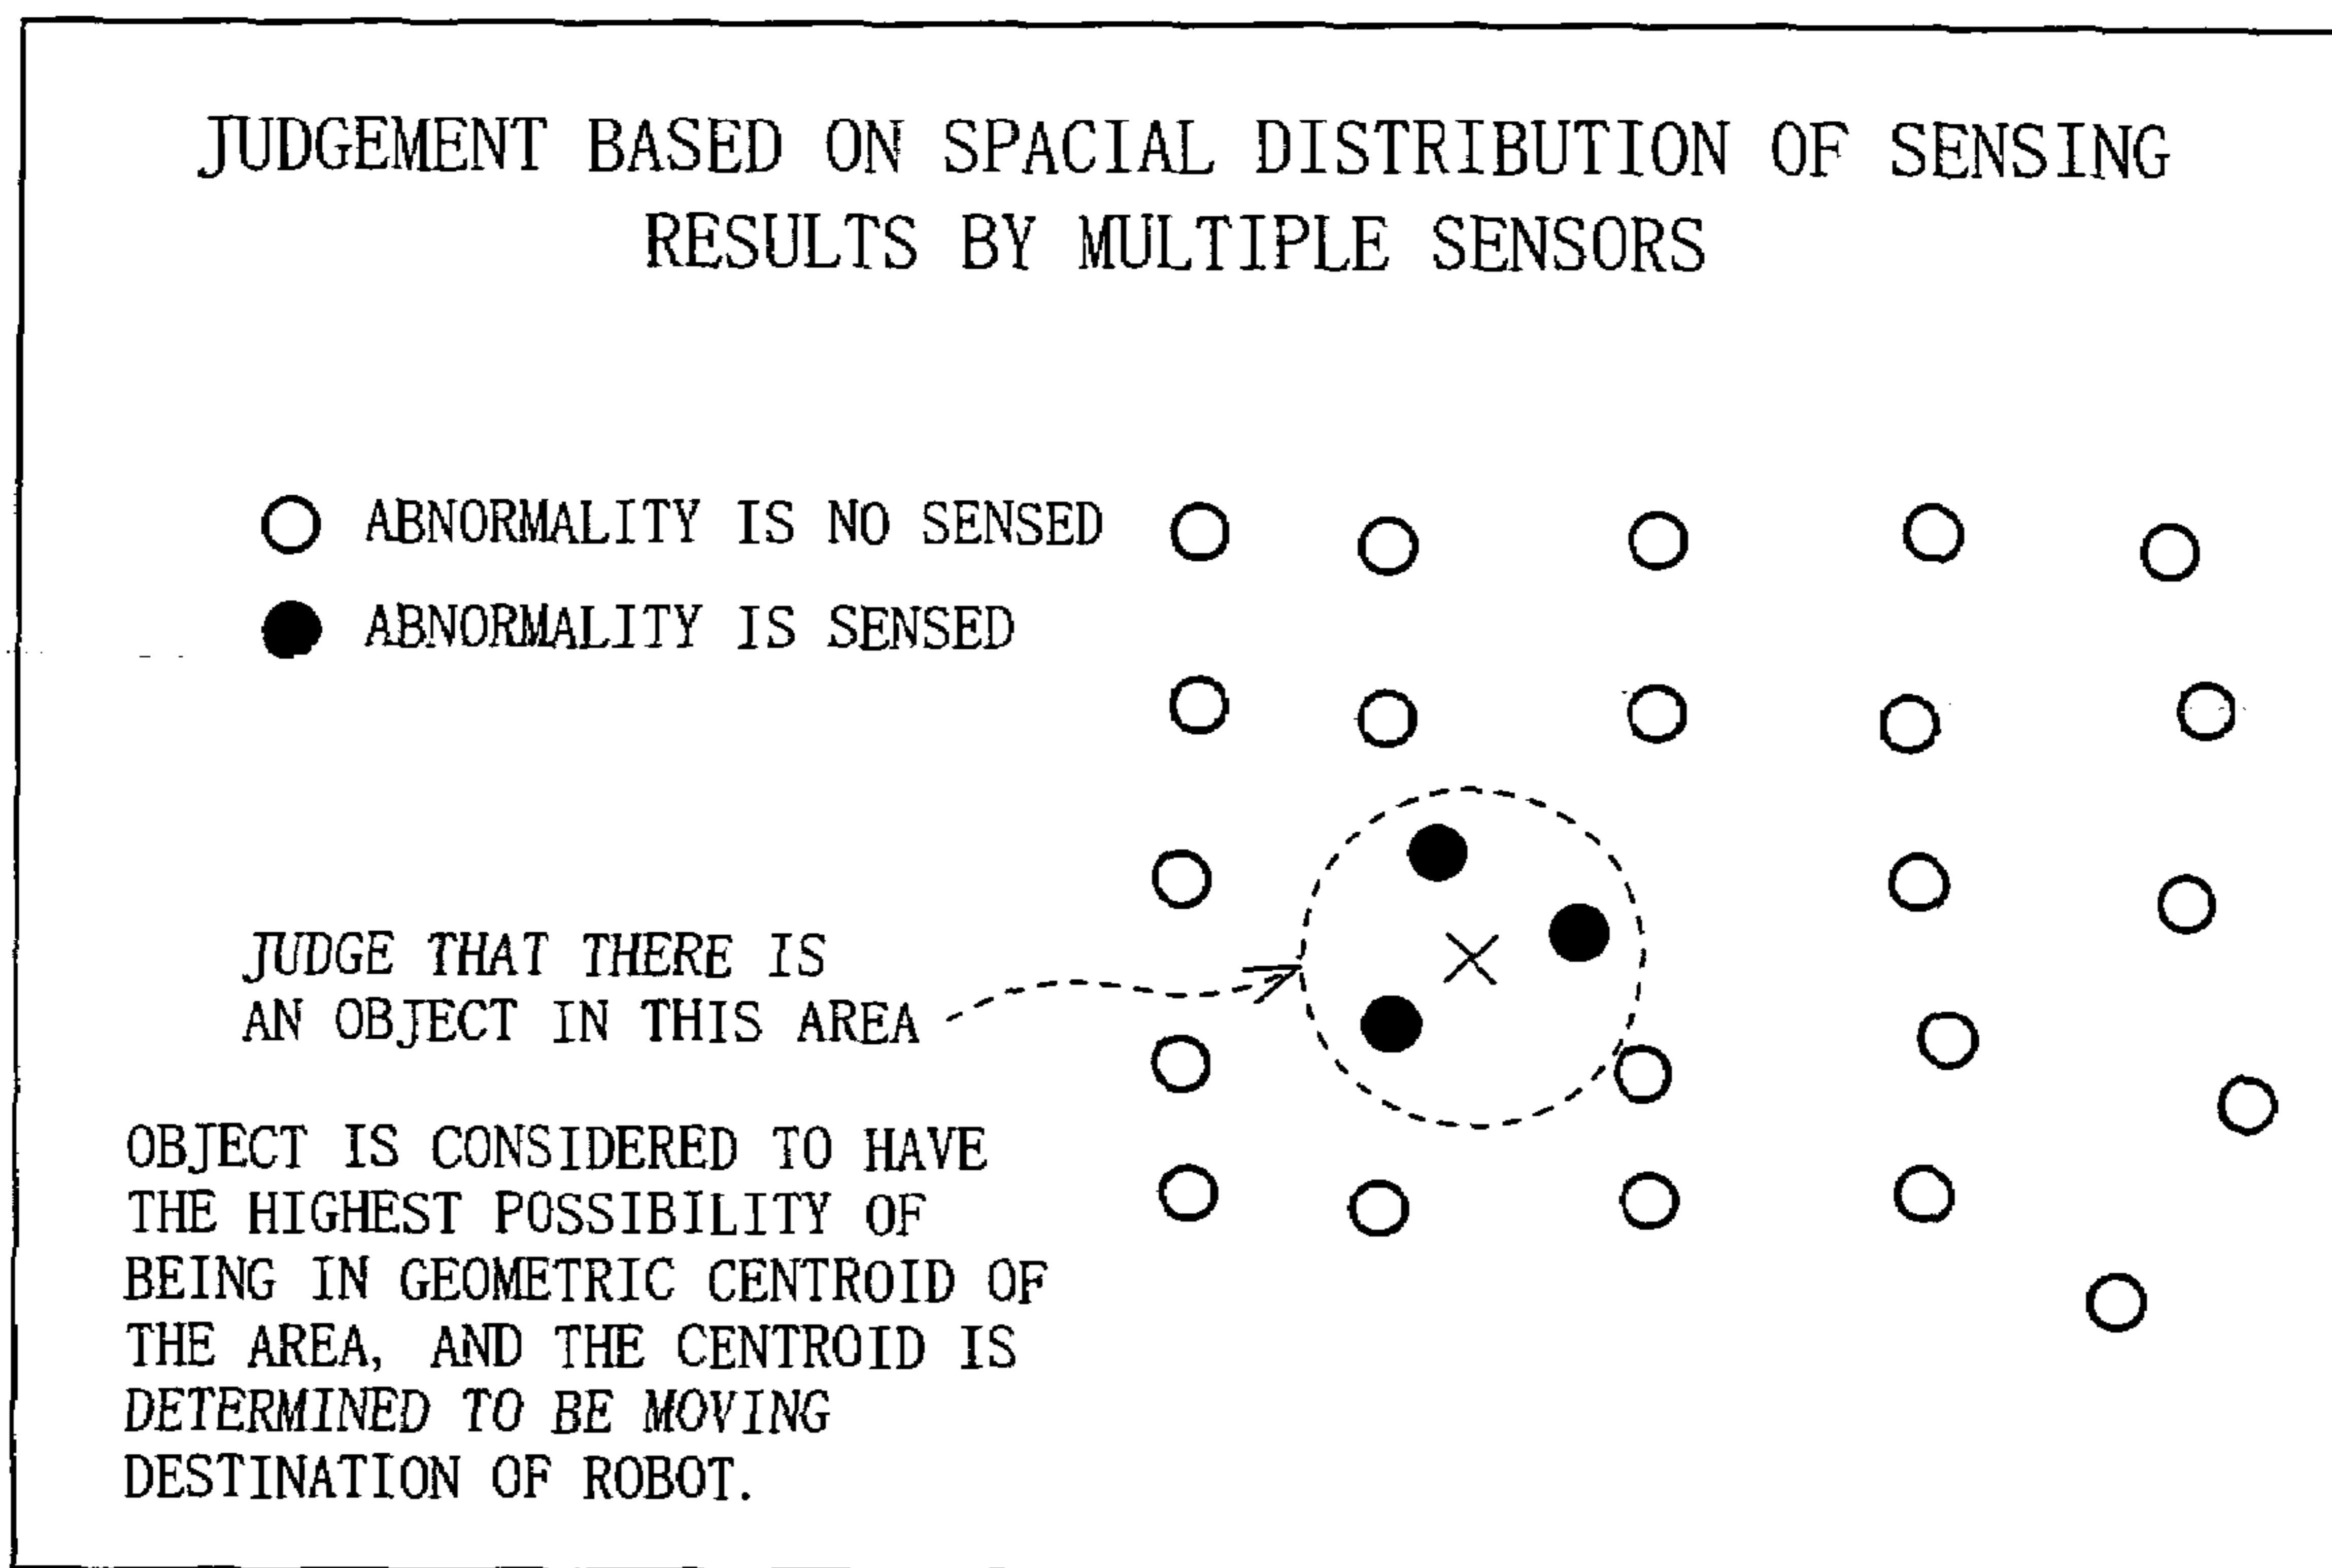 JUDGEMENT BASED ON SPACIAL DISTRIBUTION OF SENSING
RESULTS BY MULTIPLE SENSORS
ABNORMALITY IS NO SENSED
ABNORMALITY IS SENSED
JUDGE THAT THERE IS
AN OBJECT IN THIS AREA
OBJECT IS CONSIDERED TO HAVE
THE HIGHEST POSSIBILITY OF
BEING IN GEOMETRIC CENTROID OF
THE AREA, AND THE CENTROID IS
DETERMINED TO BE MOVING
DESTINATION OF ROBOT.